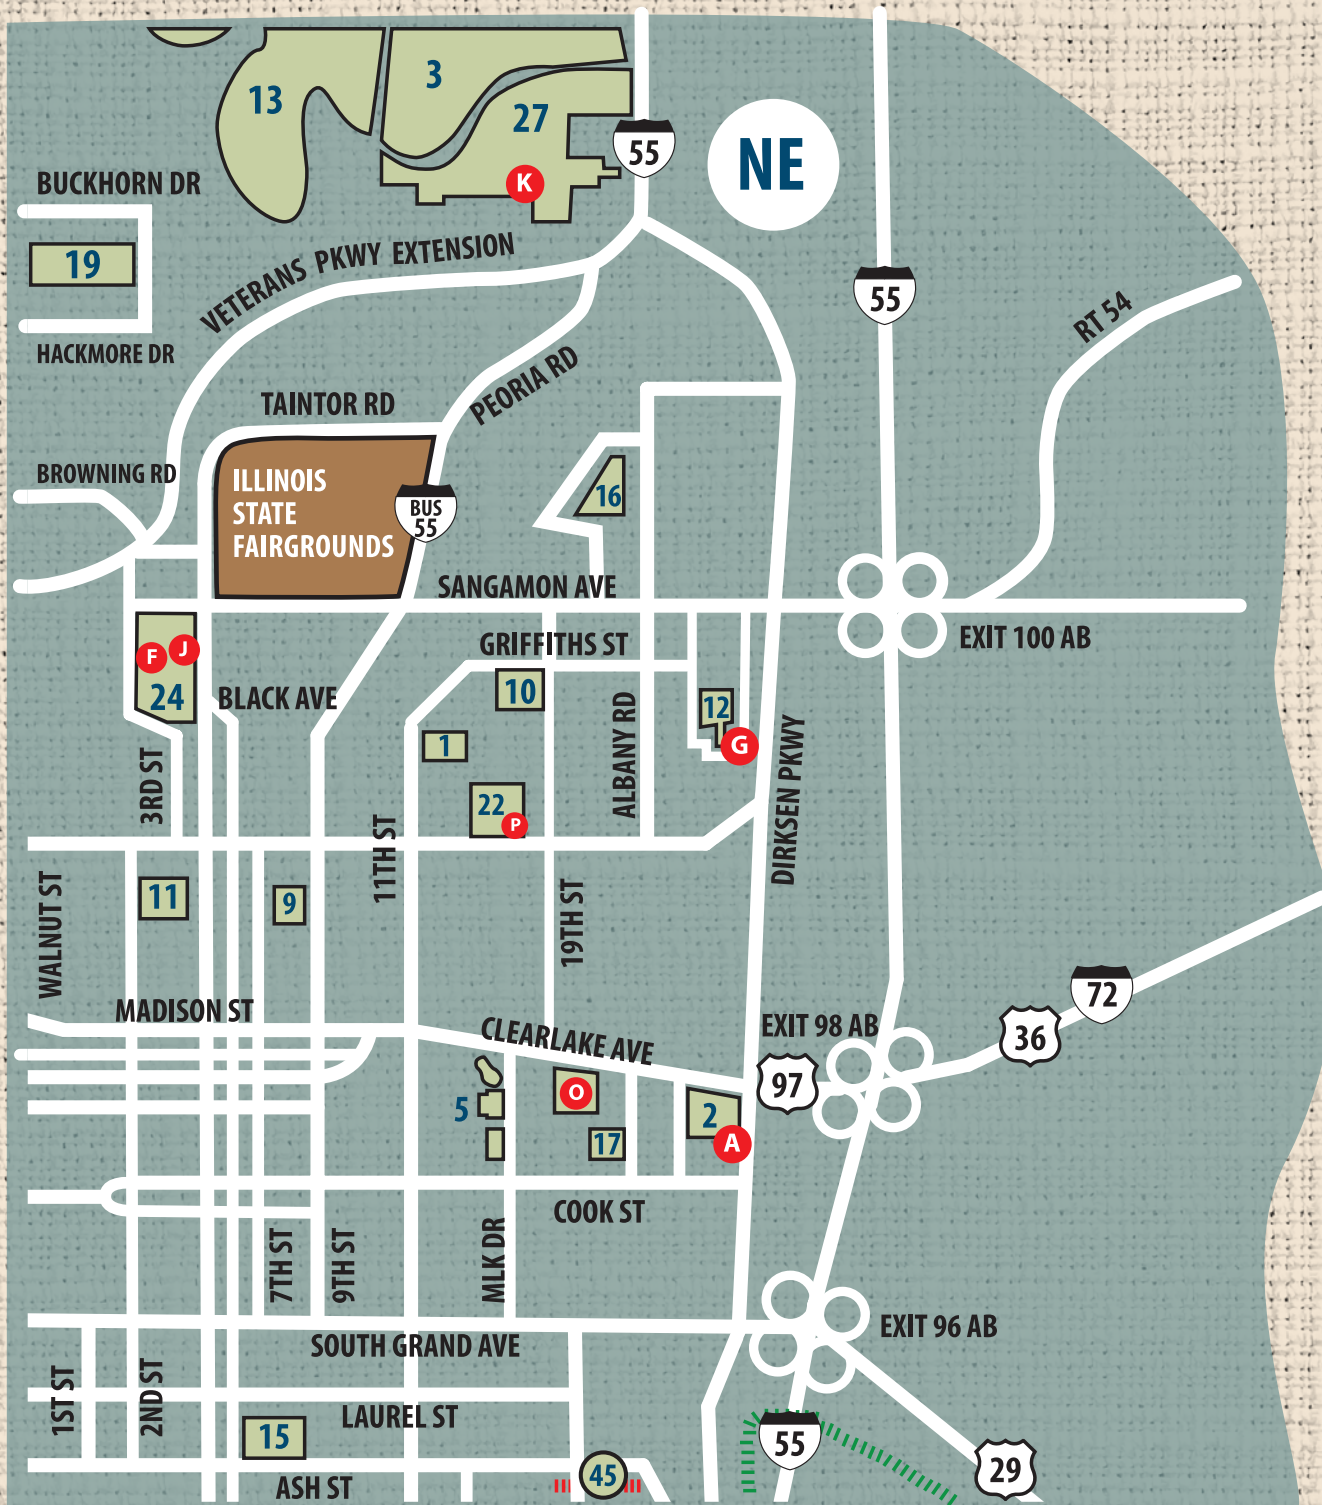 13
3
27
K
55
NE
BUCKHORN DR
19
HACKMORE DR
VETERANS PKWY EXTENSION
55
RT 54
PEORIA RD
TAINTOR RD
BROWNING RD
ILLINOIS
STATE
FAIRGROUNDS
BUS
55
16
SANGAMON AVE
EXIT 100 AB
GRIFFITHS ST
F
J
24
BLACK AVE
10
12
G
1
22
P
3RD ST
ALBANY RD
DIRKSEN PKWY
11TH ST
11
9
WALNUT ST
19TH ST
MADISON ST
CLEARLAKE AVE
EXIT 98 AB
72
36
97
5
O
17
2
A
COOK ST
7TH ST
9TH ST
MLK DR
SOUTH GRAND AVE
EXIT 96 AB
1ST ST
2ND ST
LAUREL ST
15
55
29
45
ASH ST